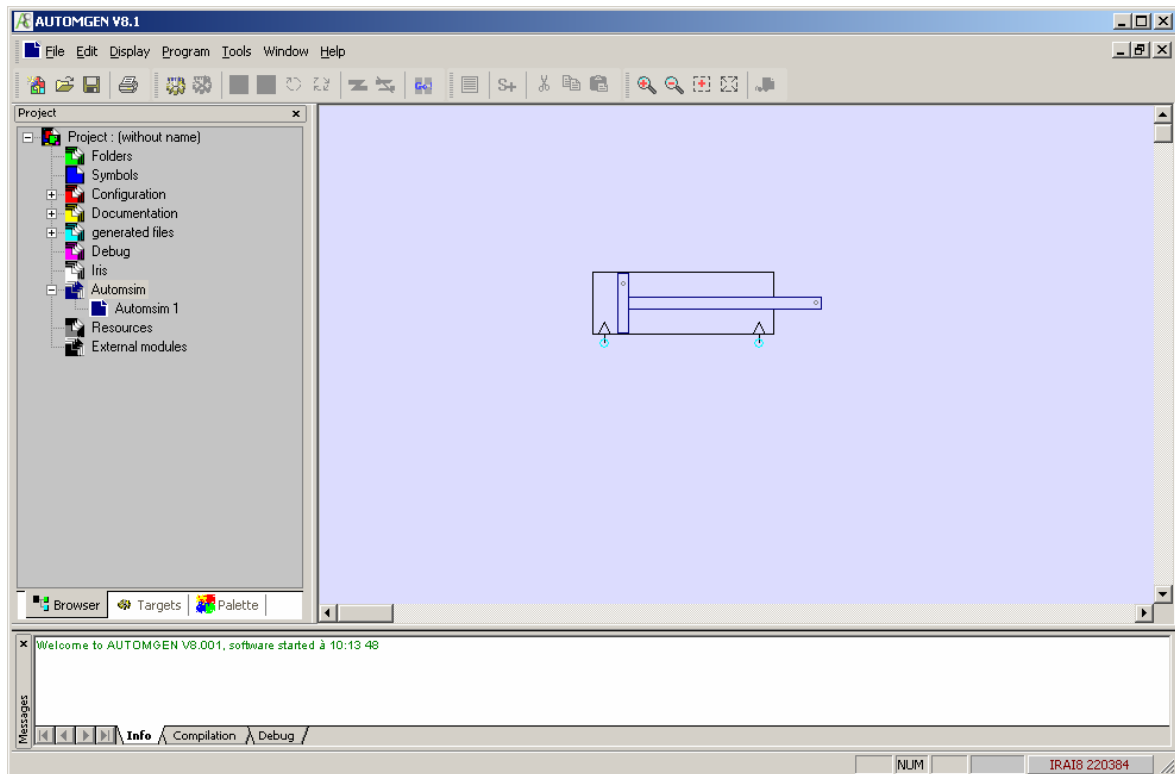 AUTOMGEN V8.1
File Edit Display Program Tools Window Help
S+
Project
Project : (without name)
Folders
Symbols
Configuration
Documentation
generated files
Debug
Iris
Automsim
Automsim 1
Resources
External modules
Browser Targets Palette
Welcome to AUTOMGEN V8.001, software started à 10:13 48
Messages
Info Compilation Debug
NUM IRAI8 220384